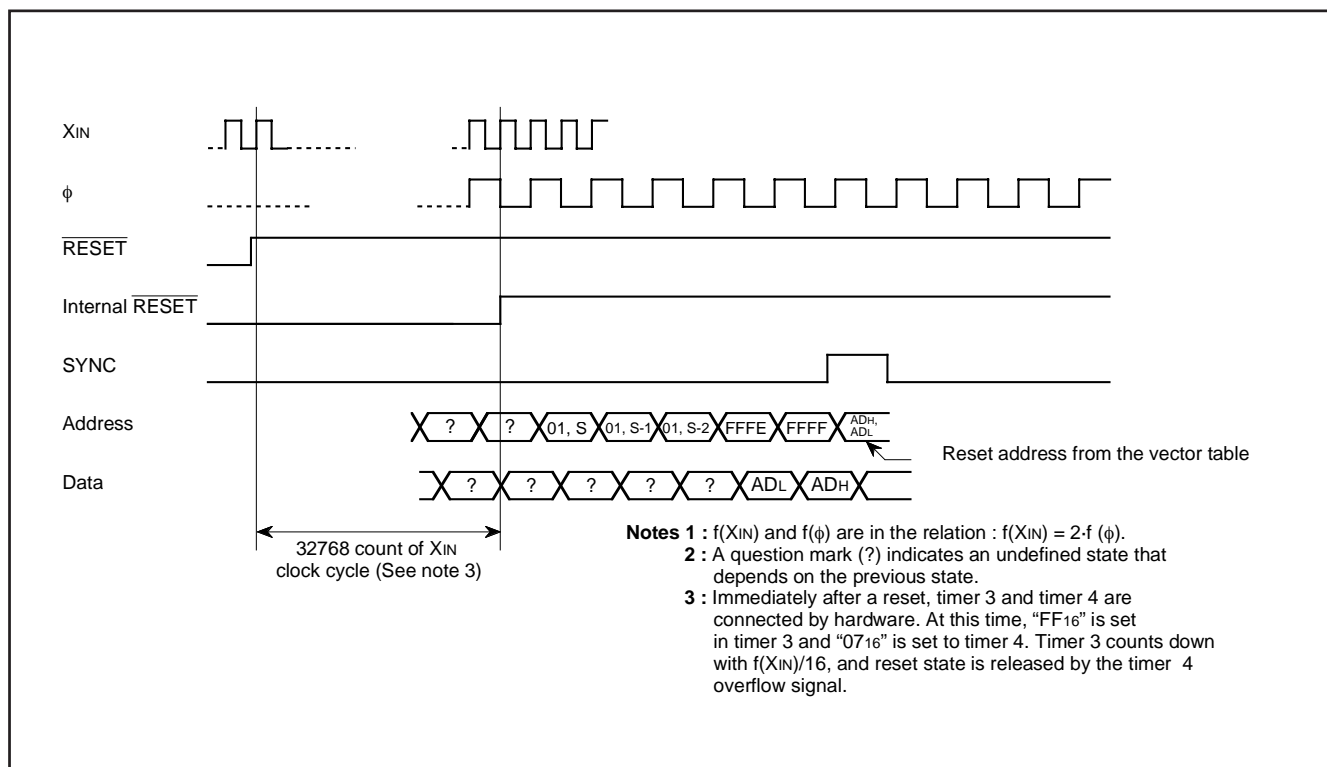 XIN
ϕ
RESET
Internal RESET
SYNC
Address
? ? 01, S 01, S-1 01, S-2 FFFE FFFF ADH, ADL
Reset address from the vector table
Data
? ? ? ? ? ADL ADH
32768 count of XIN
clock cycle (See note 3)
Notes 1 : f(XIN) and f(ϕ) are in the relation : f(XIN) = 2·f (ϕ).
2 : A question mark (?) indicates an undefined state that
depends on the previous state.
3 : Immediately after a reset, timer 3 and timer 4 are
connected by hardware. At this time, “FF16” is set
in timer 3 and “0716” is set to timer 4. Timer 3 counts down
with f(XIN)/16, and reset state is released by the timer 4
overflow signal.